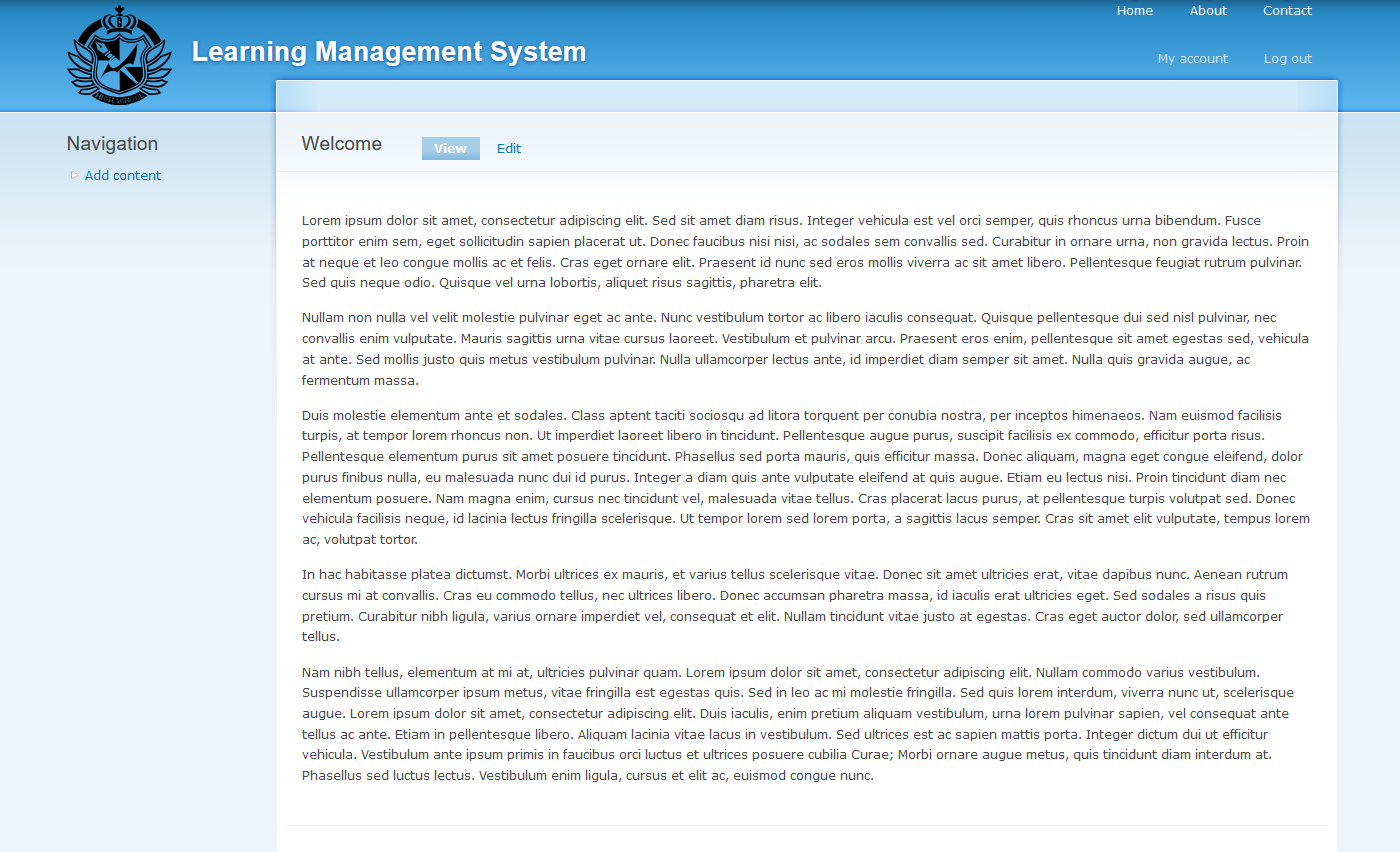 Home About Contact
Learning Management System
My account Log out
Navigation
Add content
Welcome View Edit
Lorem ipsum dolor sit amet, consectetur adipiscing elit. Sed sit amet diam risus. Integer vehicula est vel orci semper, quis rhoncus urna bibendum. Fusce
porttitor enim sem, eget sollicitudin sapien placerat ut. Donec faucibus nisi nisi, ac sodales sem convallis sed. Curabitur in ornare urna, non gravida lectus. Proin
at neque et leo congue mollis ac et felis. Cras eget ornare elit. Praesent id nunc sed eros mollis viverra ac sit amet libero. Pellentesque feugiat rutrum pulvinar.
Sed quis neque odio. Quisque vel urna lobortis, aliquet risus sagittis, pharetra elit.
Nullam non nulla vel velit molestie pulvinar eget ac ante. Nunc vestibulum tortor ac libero iaculis consequat. Quisque pellentesque dui sed nisl pulvinar, nec
convallis enim vulputate. Mauris sagittis urna vitae cursus laoreet. Vestibulum et pulvinar arcu. Praesent eros enim, pellentesque sit amet egestas sed, vehicula
at ante. Sed mollis justo quis metus vestibulum pulvinar. Nulla ullamcorper lectus ante, id imperdiet diam semper sit amet. Nulla quis gravida augue, ac
fermentum massa.
Duis molestie elementum ante et sodales. Class aptent taciti sociosqu ad litora torquent per conubia nostra, per inceptos himenaeos. Nam euismod facilisis
turpis, at tempor lorem rhoncus non. Ut imperdiet laoreet libero in tincidunt. Pellentesque augue purus, suscipit facilisis ex commodo, efficitur porta risus.
Pellentesque elementum purus sit amet posuere tincidunt. Phasellus sed porta mauris, quis efficitur massa. Donec aliquam, magna eget congue eleifend, dolor
purus finibus nulla, eu malesuada nunc dui id purus. Integer a diam quis ante vulputate eleifend at quis augue. Etiam eu lectus nisi. Proin tincidunt diam nec
elementum posuere. Nam magna enim, cursus nec tincidunt vel, malesuada vitae tellus. Cras placerat lacus purus, at pellentesque turpis volutpat sed. Donec
vehicula facilisis neque, id lacinia lectus fringilla scelerisque. Ut tempor lorem sed lorem porta, a sagittis lacus semper. Cras sit amet elit vulputate, tempus lorem
ac, volutpat tortor.
In hac habitasse platea dictumst. Morbi ultrices ex mauris, et varius tellus scelerisque vitae. Donec sit amet ultricies erat, vitae dapibus nunc. Aenean rutrum
cursus mi at convallis. Cras eu commodo tellus, nec ultrices libero. Donec accumsan pharetra massa, id iaculis erat ultricies eget. Sed sodales a risus quis
pretium. Curabitur nibh ligula, varius ornare imperdiet vel, consequat et elit. Nullam tincidunt vitae justo at egestas. Cras eget auctor dolor, sed ullamcorper
tellus.
Nam nibh tellus, elementum at mi at, ultricies pulvinar quam. Lorem ipsum dolor sit amet, consectetur adipiscing elit. Nullam commodo varius vestibulum.
Suspendisse ullamcorper ipsum metus, vitae fringilla est egestas quis. Sed in leo ac mi molestie fringilla. Sed quis lorem interdum, viverra nunc ut, scelerisque
augue. Lorem ipsum dolor sit amet, consectetur adipiscing elit. Duis iaculis, enim pretium aliquam vestibulum, urna lorem pulvinar sapien, vel consequat ante
tellus ac ante. Etiam in pellentesque libero. Aliquam lacinia vitae lacus in vestibulum. Sed ultrices est ac sapien mattis porta. Integer dictum dui ut efficitur
vehicula. Vestibulum ante ipsum primis in faucibus orci luctus et ultrices posuere cubilia Curae; Morbi ornare augue metus, quis tincidunt diam interdum at.
Phasellus sed luctus lectus. Vestibulum enim ligula, cursus et elit ac, euismod congue nunc.